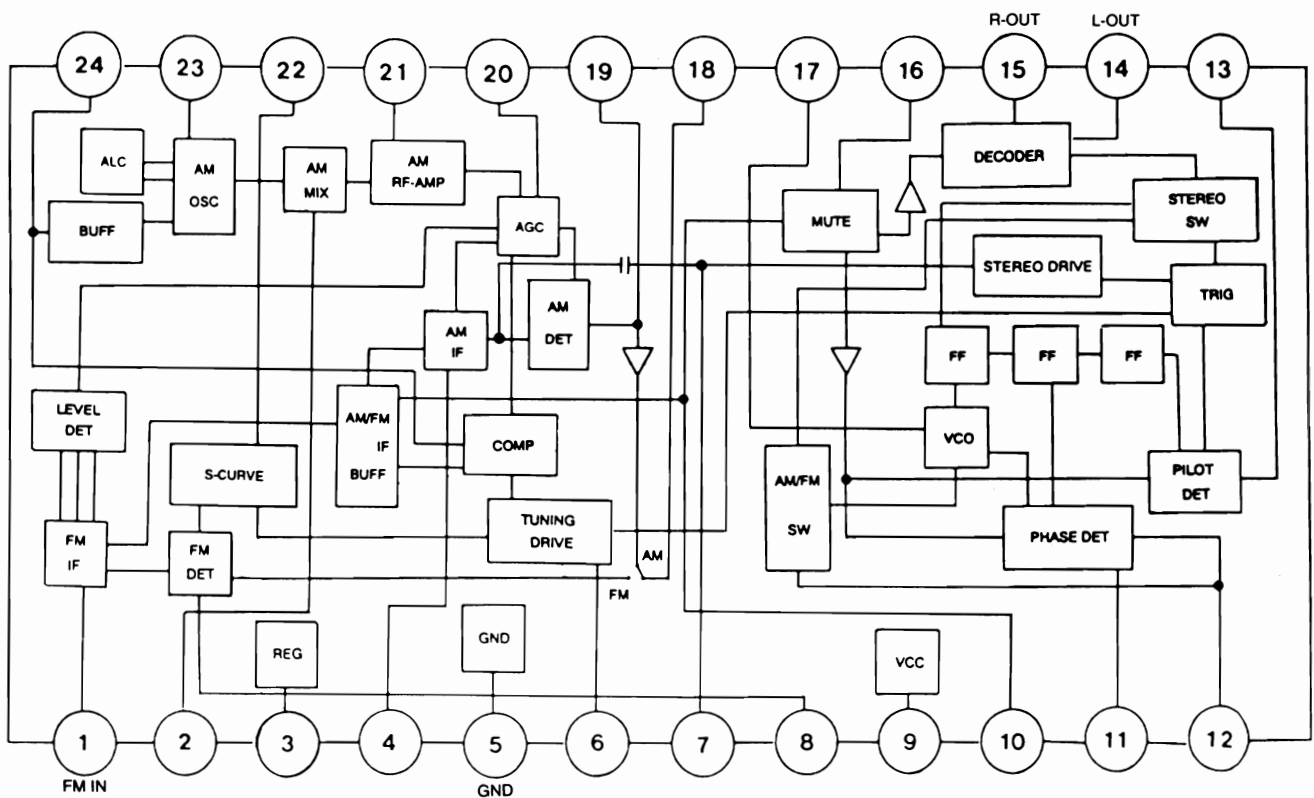 R-OUT L-OUT
24 23 22 21 20 19 18 17 16 15 14 13
ALC
AM
OSC
AM
MIX
AM
RF-AMP
DECODER
BUFF
AGC
MUTE
STEREO
SW
STEREO DRIVE
TRIG
AM
DET
AM
IF
FF
FF
FF
LEVEL
DET
AM/FM
IF
BUFF
COMP
VCO
S-CURVE
AM/FM
SW
PILOT
DET
TUNING
DRIVE
PHASE DET
FM
IF
FM
DET
AM
FM
REG
GND
VCC
1 2 3 4 5 6 7 8 9 10 11 12
FM IN
GND